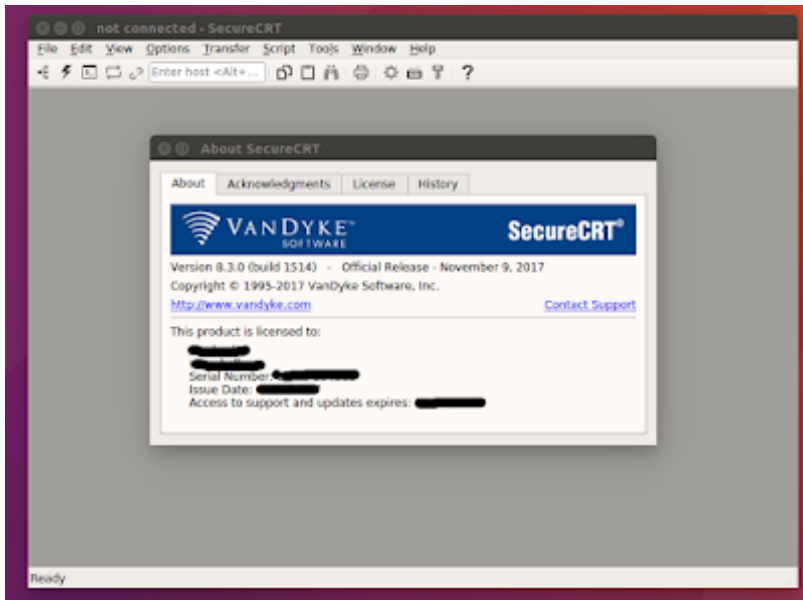 not connected - SecureCRT
File Edit View Options Transfer Script Tools Window Help
Enter host <Alt+...
?
About SecureCRT
About Acknowledgments License History
VANDYKE™ SOFTWARE SecureCRT®
Version 8.3.0 (build 1514) - Official Release - November 9, 2017
Copyright © 1995-2017 VanDyke Software, Inc.
http://www.vandyke.com Contact Support
This product is licensed to:
Serial Number:
Issue Date:
Access to support and updates expires:
Ready